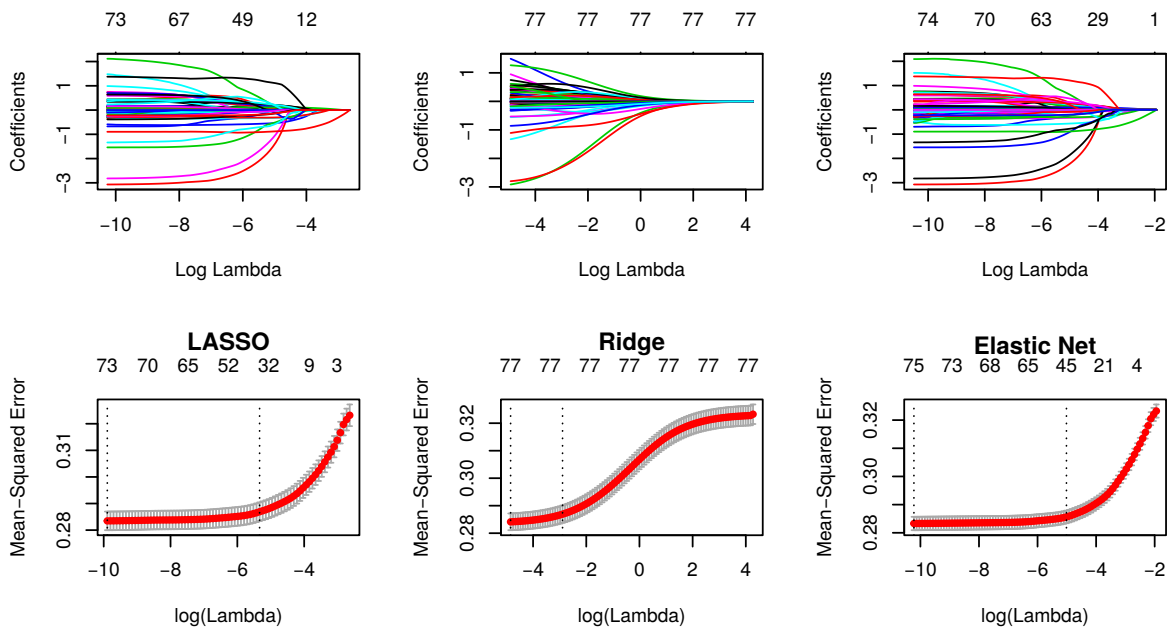 73 67 49 12
Coefficients
1
−1
−3
−10 −8 −6 −4
Log Lambda
77 77 77 77 77
Coefficients
1
−1
−3
−4 −2 0 2 4
Log Lambda
74 70 63 29 1
Coefficients
1
−1
−3
−10 −8 −6 −4 −2
Log Lambda
LASSO
73 70 65 52 32 9 3
Mean−Squared Error
0.31
0.28
−10 −8 −6 −4
log(Lambda)
Ridge
77 77 77 77 77 77 77
Mean−Squared Error
0.32
0.30
0.28
−4 −2 0 2 4
log(Lambda)
Elastic Net
75 73 68 65 45 21 4
Mean−Squared Error
0.32
0.30
0.28
−10 −8 −6 −4 −2
log(Lambda)